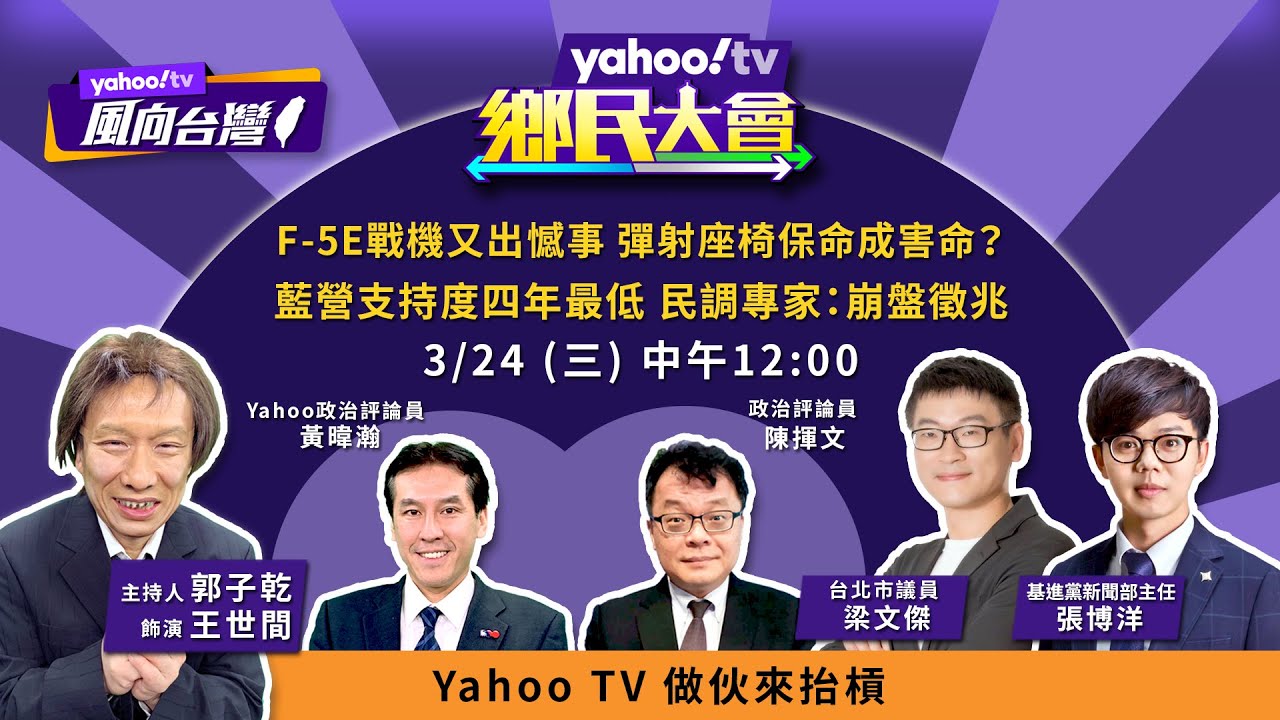 yahoo!tv
風向台灣
yahoo!tv
鄉民大會
F-5E戰機又出憾事 彈射座椅保命成害命?
藍營支持度四年最低 民調專家:崩盤徵兆
3/24 (三) 中午12:00
Yahoo政治評論員
黃暐瀚
政治評論員
陳揮文
主持人 郭子乾
飾演 王世間
台北市議員
梁文傑
基進黨新聞部主任
張博洋
Yahoo TV 做伙來抬槓